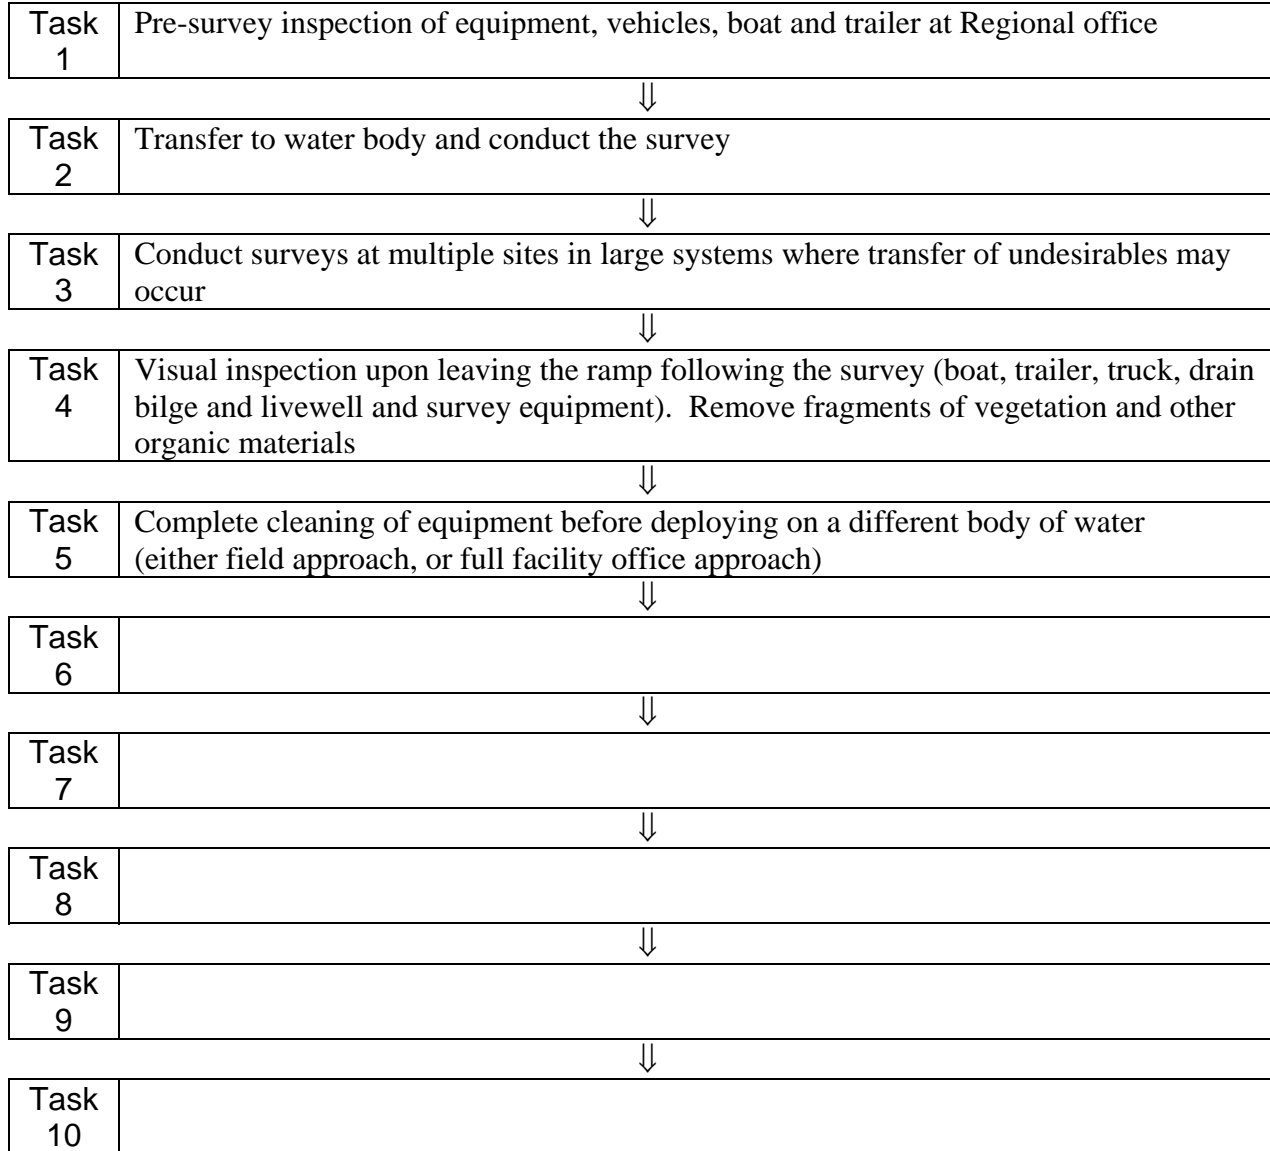 Task
1
Pre-survey inspection of equipment, vehicles, boat and trailer at Regional office
⇓
Task
2
Transfer to water body and conduct the survey
⇓
Task
3
Conduct surveys at multiple sites in large systems where transfer of undesirables may
occur
⇓
Task
4
Visual inspection upon leaving the ramp following the survey (boat, trailer, truck, drain
bilge and livewell and survey equipment).  Remove fragments of vegetation and other
organic materials
⇓
Task
5
Complete cleaning of equipment before deploying on a different body of water
(either field approach, or full facility office approach)
⇓
Task
6
⇓
Task
7
⇓
Task
8
⇓
Task
9
⇓
Task
10